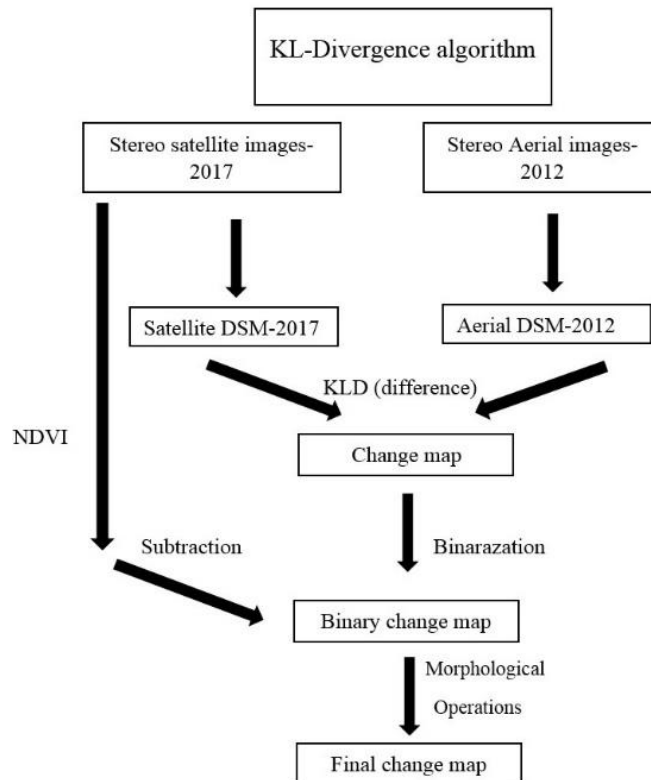 KL-Divergence algorithm
Stereo satellite images-
2017
Stereo Aerial images-
2012
Satellite DSM-2017
Aerial DSM-2012
KLD (difference)
NDVI
Change map
Subtraction
Binarazation
Binary change map
Morphological
Operations
Final change map